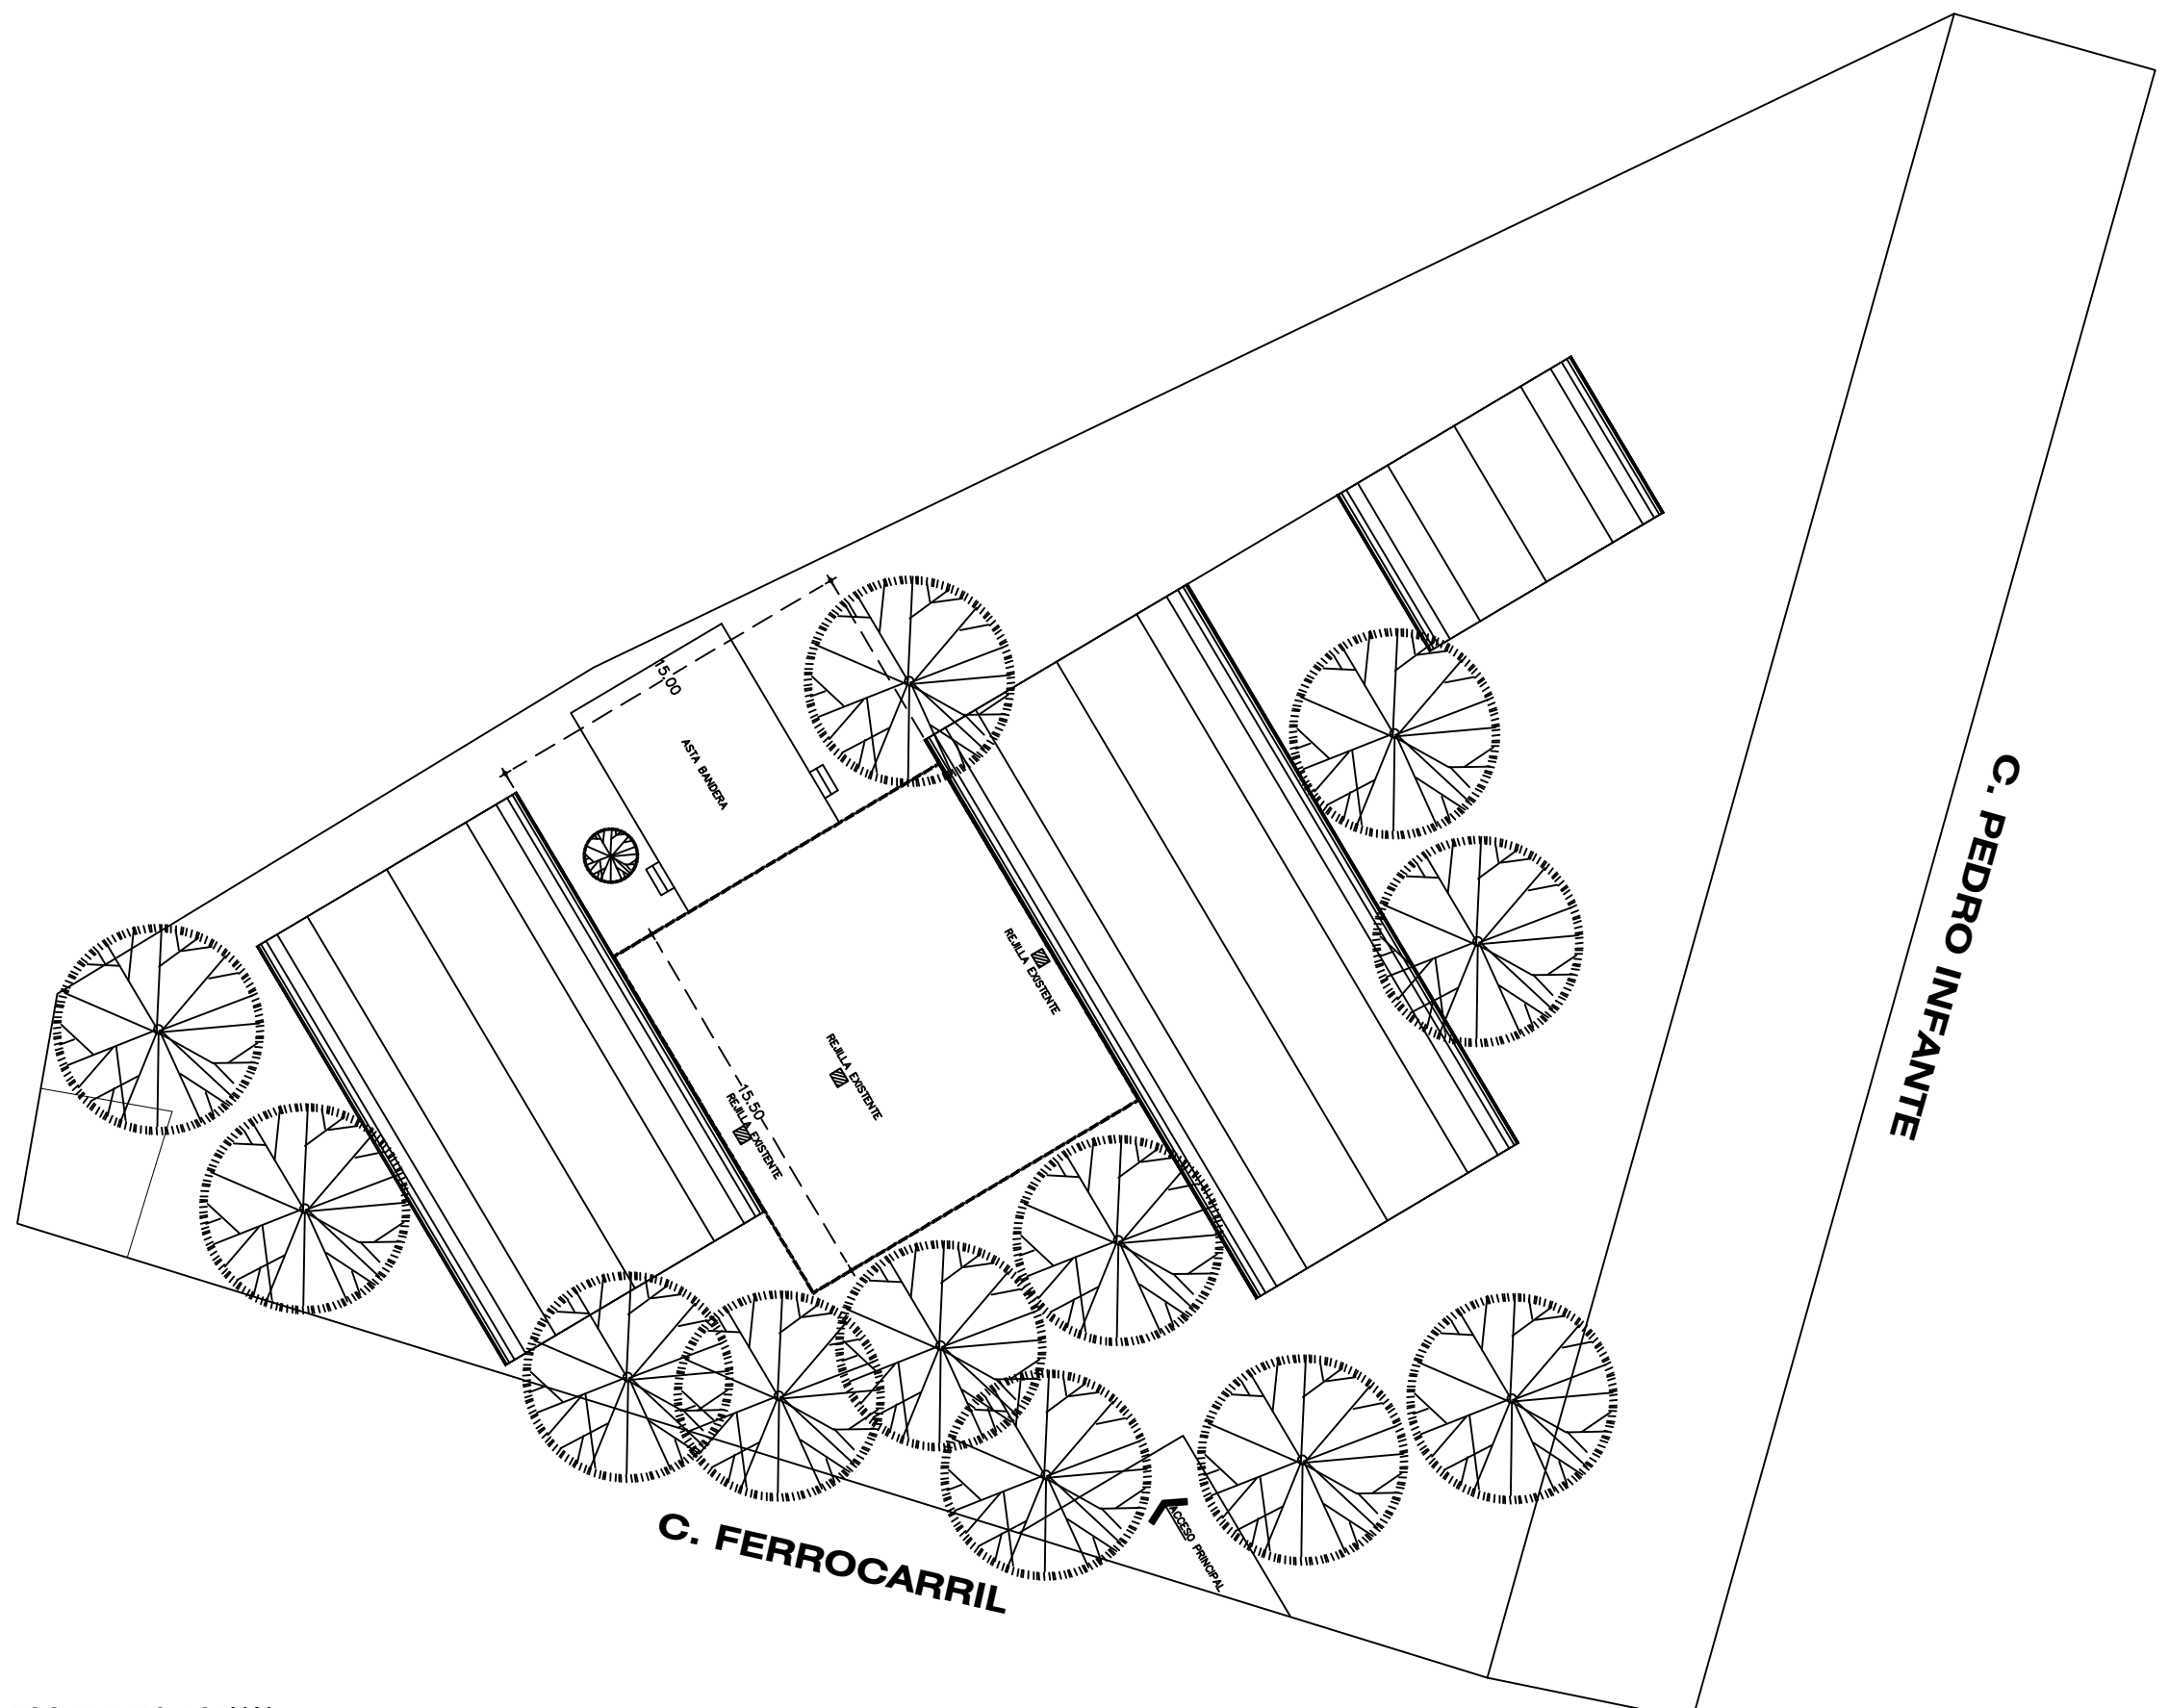 15.00
ASTA BANDERA
REJILLA EXISTENTE
REJILLA EXISTENTE
15.50
REJILLA EXISTENTE
C. PEDRO INFANTE
ACCESO PRINCIPAL
C. FERROCARRIL